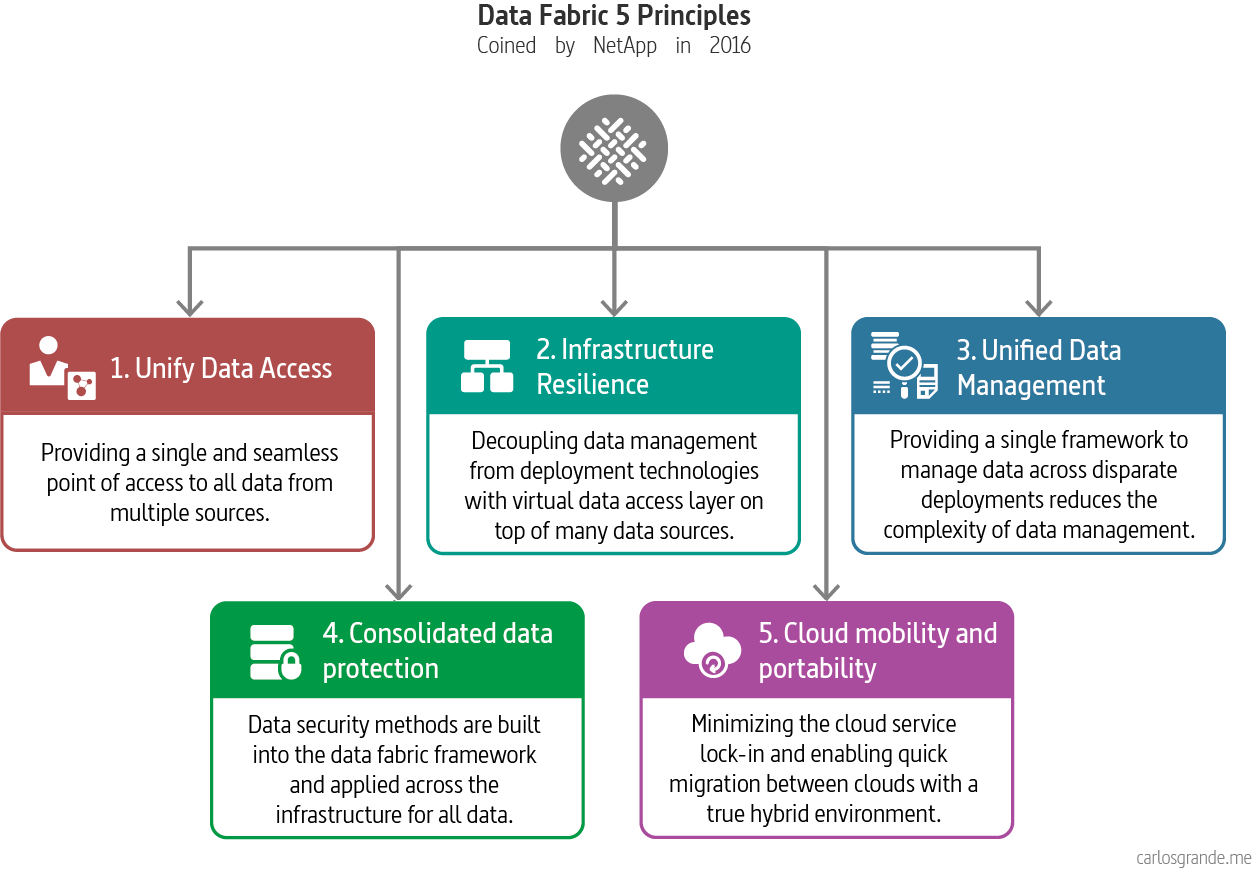 Data Fabric 5 Principles
Coined by NetApp in 2016
1. Unify Data Access
Providing a single and seamless
point of access to all data from
multiple sources.
2. Infrastructure
Resilience
Decoupling data management
from deployment technologies
with virtual data access layer on
top of many data sources.
3. Unified Data
Management
Providing a single framework to
manage data across disparate
deployments reduces the
complexity of data management.
4. Consolidated data
protection
Data security methods are built
into the data fabric framework
and applied across the
infrastructure for all data.
5. Cloud mobility and
portability
Minimizing the cloud service
lock-in and enabling quick
migration between clouds with a
true hybrid environment.
carlosgrande.me